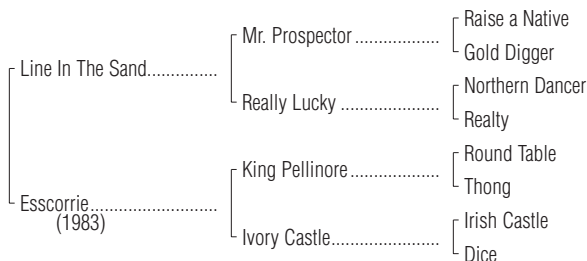 Raise a Native
Mr. Prospector ......................
Gold Digger
Line In The Sand...............
Northern Dancer
Really Lucky .........................
Realty
Round Table
King Pellinore.......................
Thong
Esscorrie...........................
(1983)
Irish Castle
Ivory Castle...........................
Dice